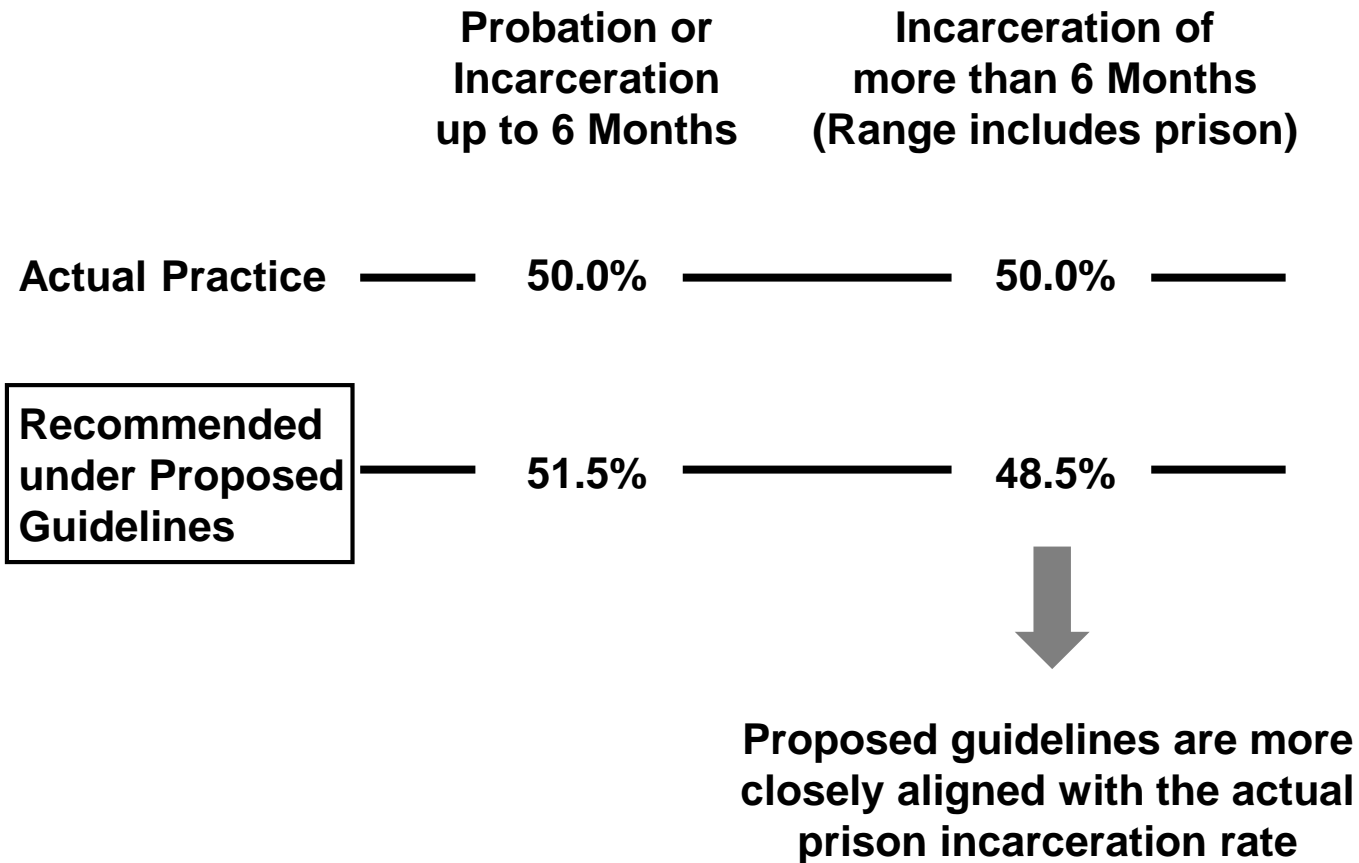 Probation or
Incarceration
up to 6 Months
Incarceration of
more than 6 Months
(Range includes prison)
Actual Practice 50.0% 50.0%
Recommended
under Proposed
Guidelines
51.5% 48.5%
Proposed guidelines are more
closely aligned with the actual
prison incarceration rate